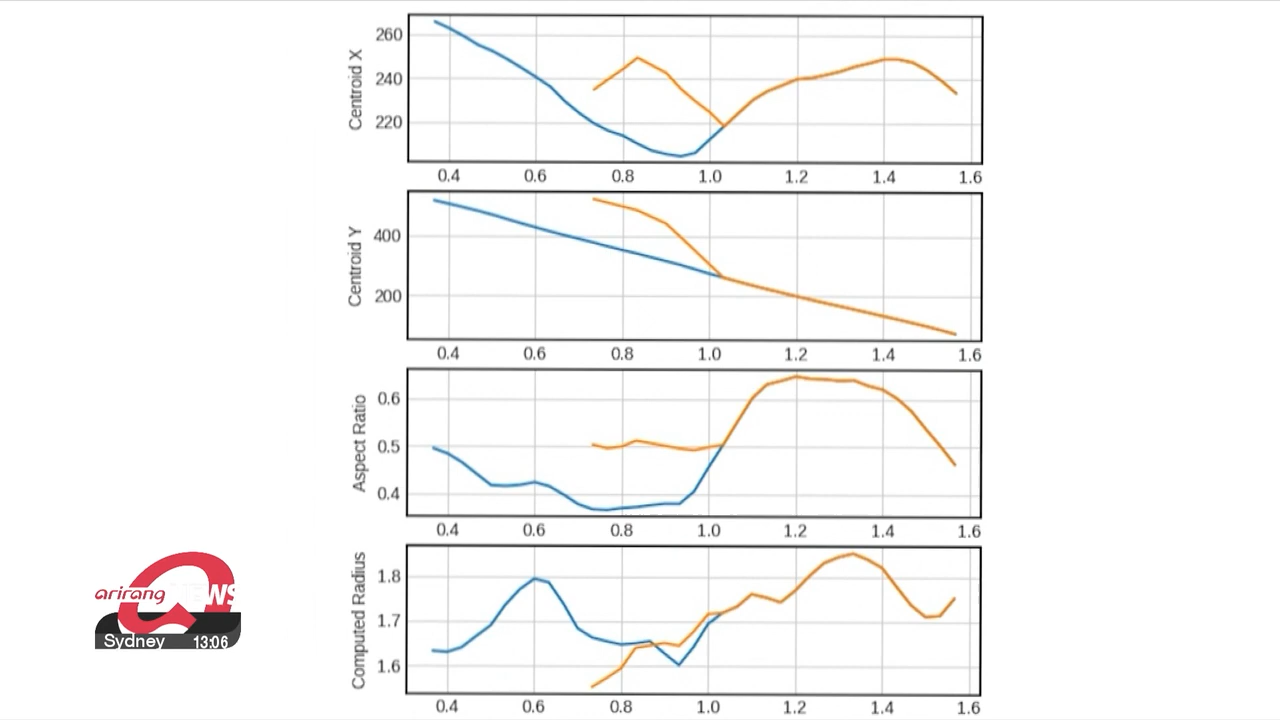 260
240
220
Centroid X
0.4 0.6 0.8 1.0 1.2 1.4 1.6
400
200
Centroid Y
0.4 0.6 0.8 1.0 1.2 1.4 1.6
0.6
0.5
0.4
Aspect Ratio
0.4 0.6 0.8 1.0 1.2 1.4 1.6
1.8
1.7
1.6
Computed Radius
0.4 0.6 0.8 1.0 1.2 1.4 1.6
arirang NEWS
Sydney 13:06